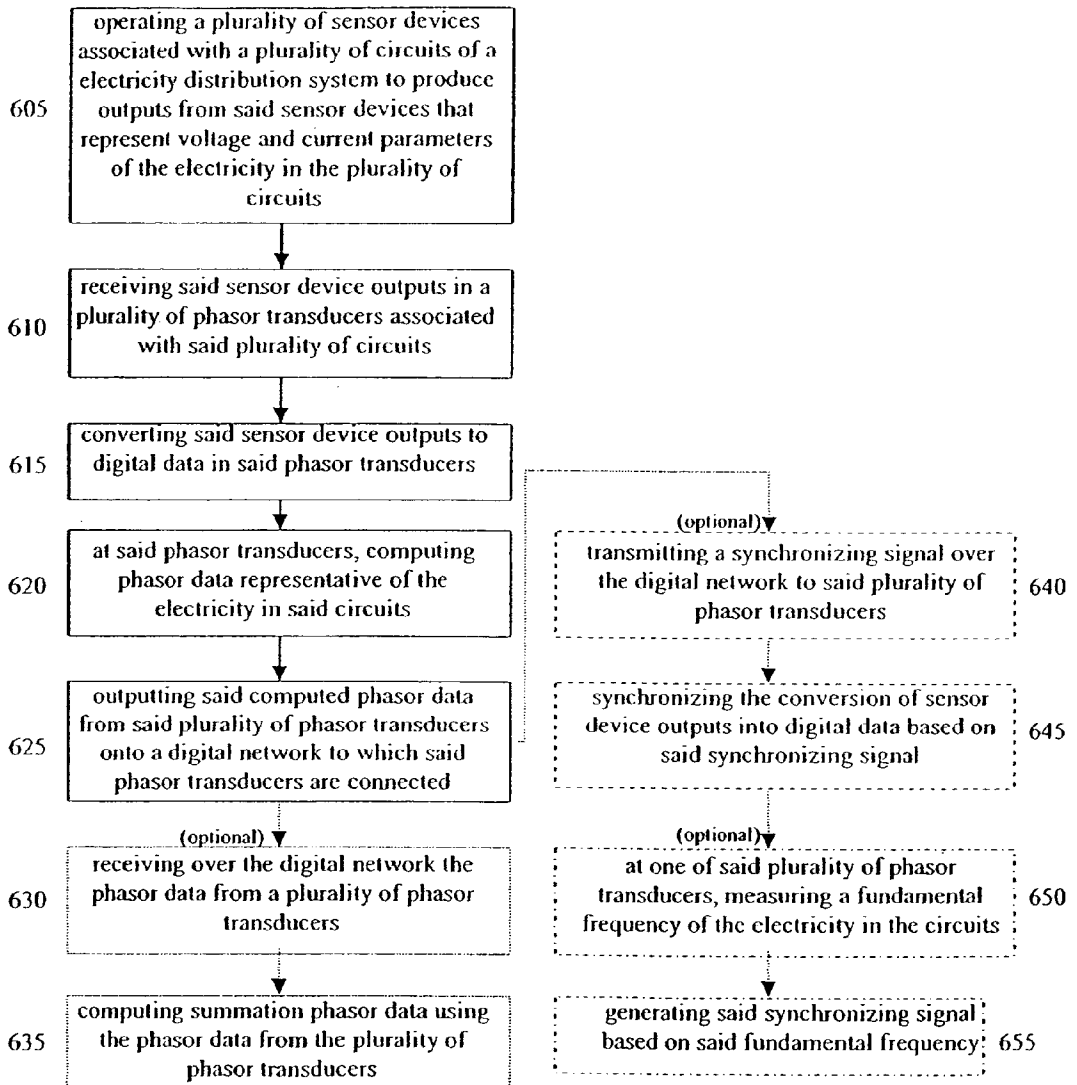 operating a plurality of sensor devices
associated with a plurality of circuits of a
electricity distribution system to produce
outputs from said sensor devices that
represent voltage and current parameters
of the electricity in the plurality of
circuits
605
receiving said sensor device outputs in a
plurality of phasor transducers associated
with said plurality of circuits
610
converting said sensor device outputs to
digital data in said phasor transducers
615
at said phasor transducers, computing
phasor data representative of the
electricity in said circuits
620
outputting said computed phasor data
from said plurality of phasor transducers
onto a digital network to which said
phasor transducers are connected
625
(optional)
receiving over the digital network the
phasor data from a plurality of phasor
transducers
630
computing summation phasor data using
the phasor data from the plurality of
phasor transducers
635
(optional)
transmitting a synchronizing signal over
the digital network to said plurality of
phasor transducers
640
synchronizing the conversion of sensor
device outputs into digital data based on
said synchronizing signal
645
(optional)
at one of said plurality of phasor
transducers, measuring a fundamental
frequency of the electricity in the circuits
650
generating said synchronizing signal
based on said fundamental frequency
655